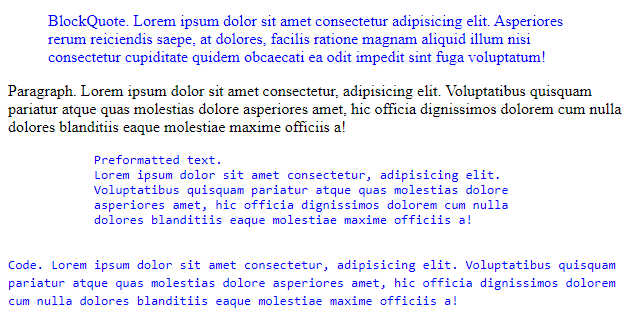 BlockQuote. Lorem ipsum dolor sit amet consectetur adipisicing elit. Asperiores
rerum reiciendis saepe, at dolores, facilis ratione magnam aliquid illum nisi
consectetur cupiditate quidem obcaecati ea odit impedit sint fuga voluptatum!
Paragraph. Lorem ipsum dolor sit amet consectetur, adipisicing elit. Voluptatibus quisquam
pariatur atque quas molestias dolore asperiores amet, hic officia dignissimos dolorem cum nulla
dolores blanditiis eaque molestiae maxime officiis a!
Preformatted text.
Lorem ipsum dolor sit amet consectetur, adipisicing elit.
Voluptatibus quisquam pariatur atque quas molestias dolore
asperiores amet, hic officia dignissimos dolorem cum nulla
dolores blanditiis eaque molestiae maxime officiis a!
Code. Lorem ipsum dolor sit amet consectetur, adipisicing elit. Voluptatibus quisquam
pariatur atque quas molestias dolore asperiores amet, hic officia dignissimos dolorem
cum nulla dolores blanditiis eaque molestiae maxime officiis a!